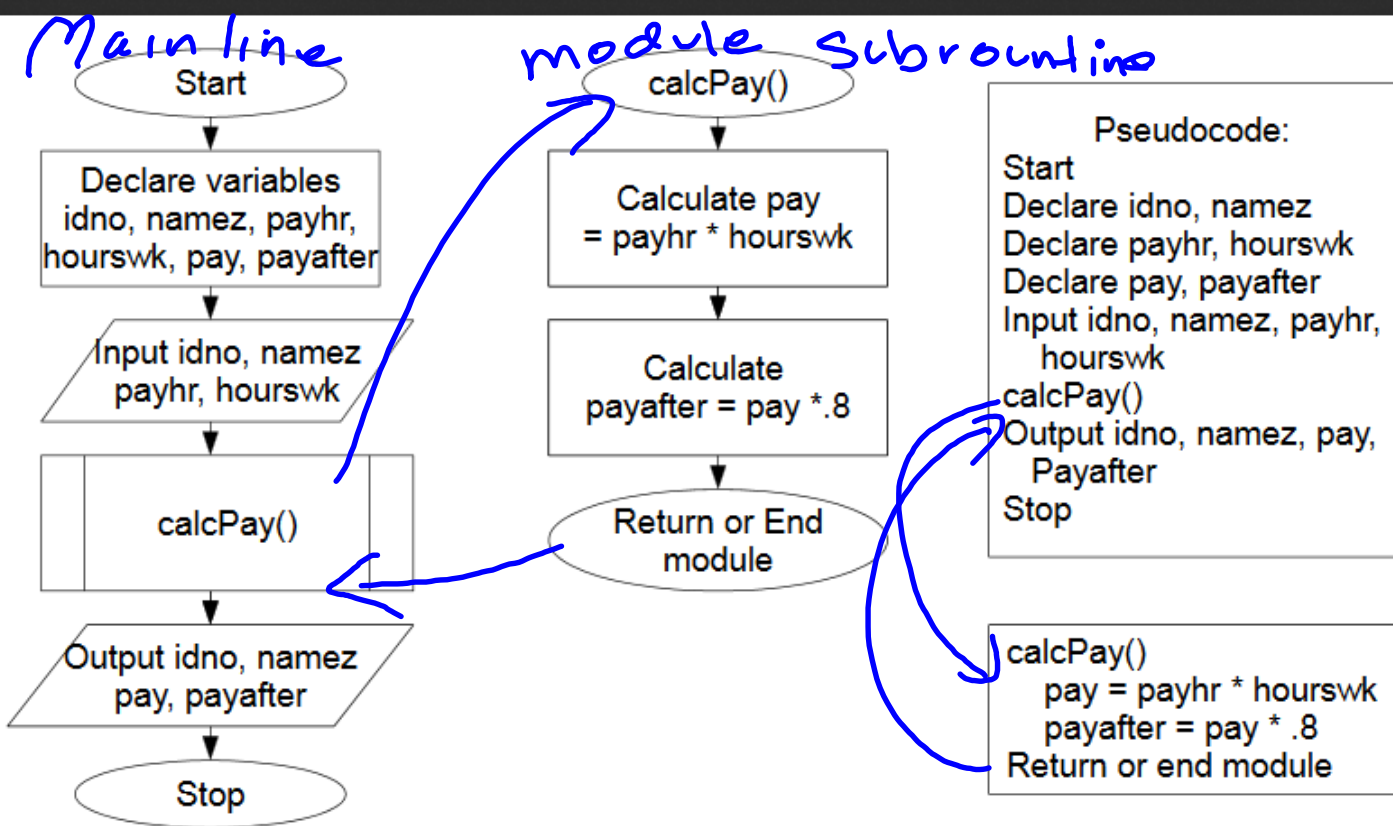 Mainline
module subrountine
Start
Declare variables
idno, namez, payhr,
hourswk, pay, payafter
Input idno, namez
payhr, hourswk
calcPay()
Output idno, namez
pay, payafter
Stop
calcPay()
Calculate pay
= payhr * hourswk
Calculate
payafter = pay *.8
Return or End
module
Pseudocode:
Start
Declare idno, namez
Declare payhr, hourswk
Declare pay, payafter
Input idno, namez, payhr,
hourswk
calcPay()
Output idno, namez, pay,
Payafter
Stop
calcPay()
pay = payhr * hourswk
payafter = pay * .8
Return or end module